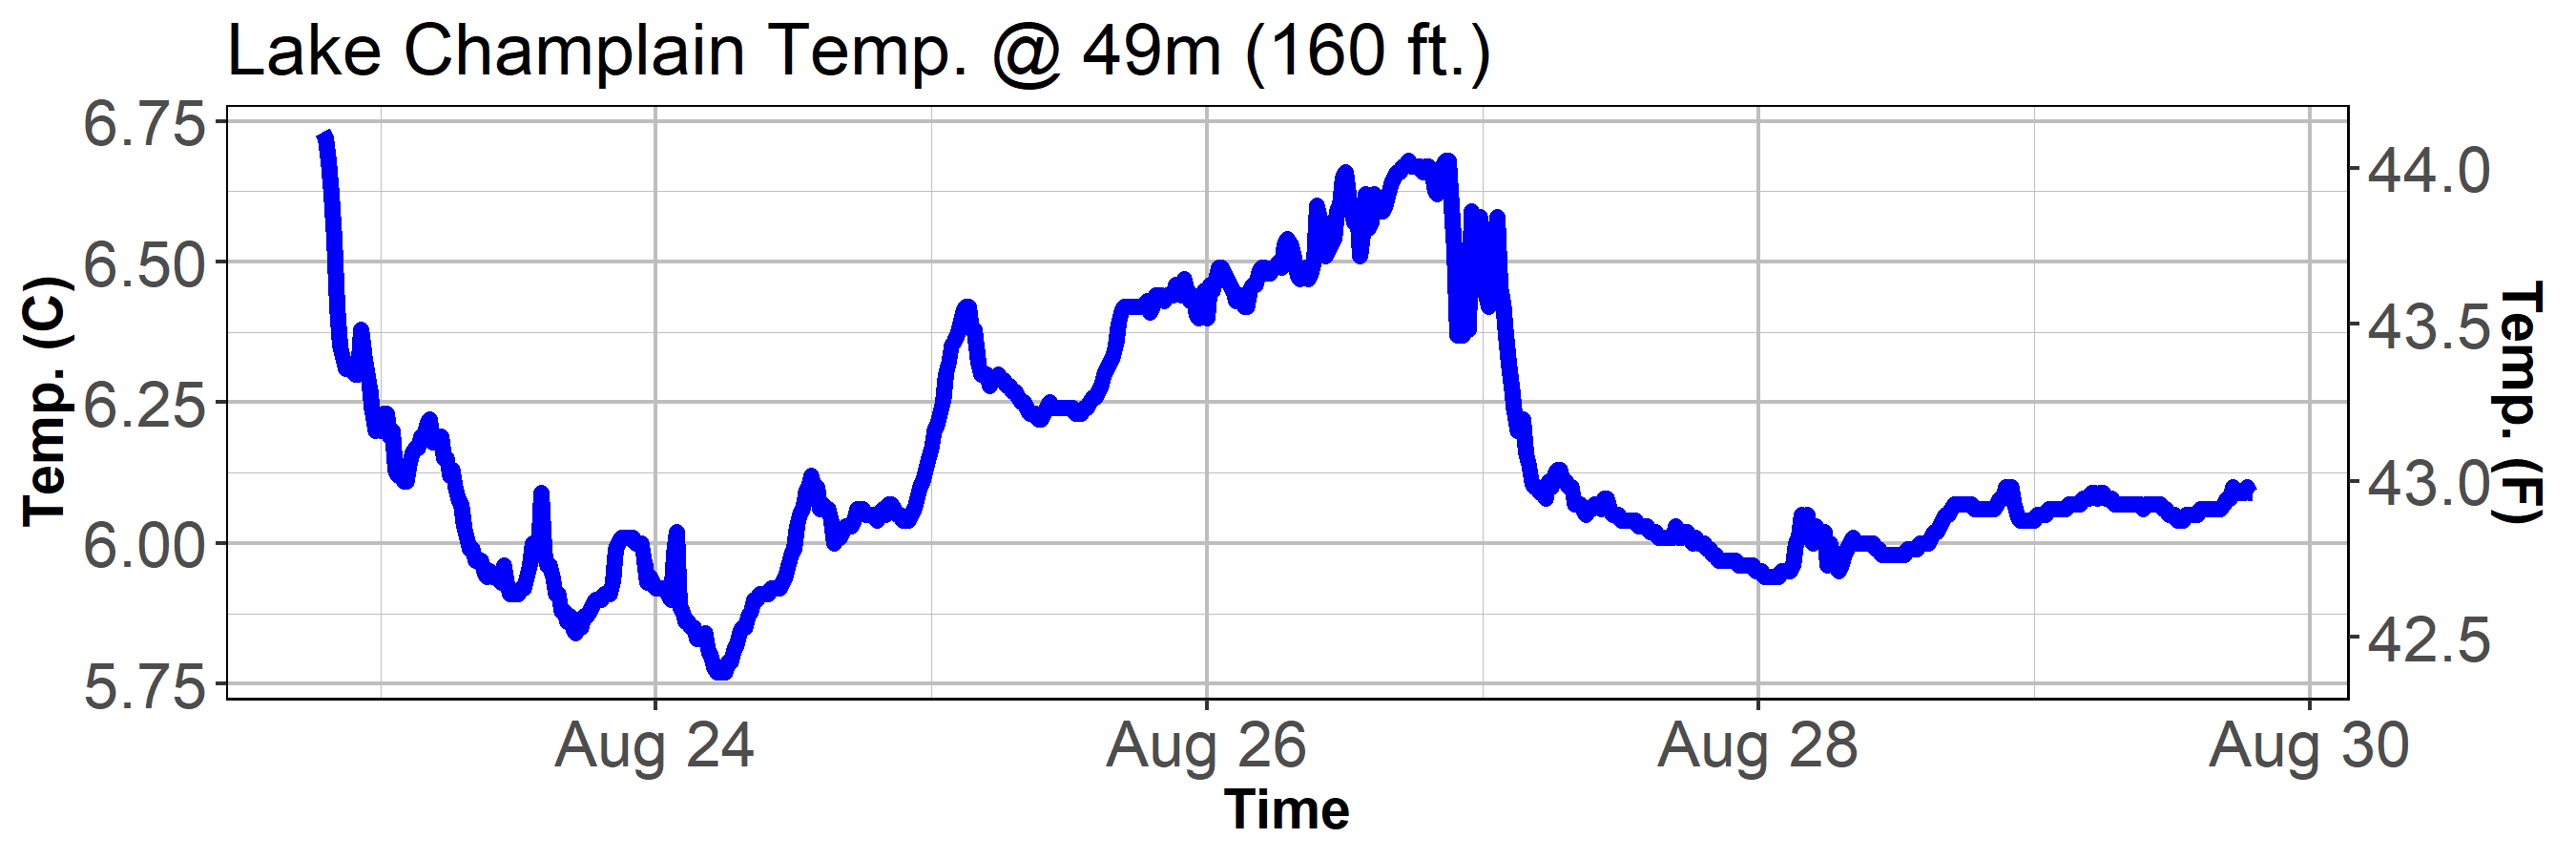 Lake Champlain Temp. @ 49m (160 ft.)
6.75
6.50
6.25
6.00
5.75
Temp. (C)
44.0
43.5
43.0
42.5
Temp. (F)
Aug 24 Aug 26 Aug 28 Aug 30
Time